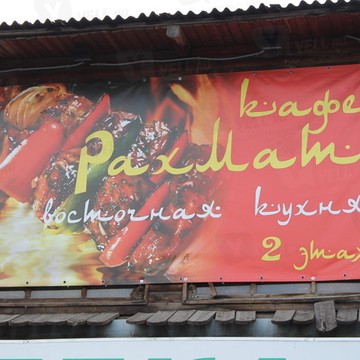 кафе
РахМат
восточная кухня
2 этаж